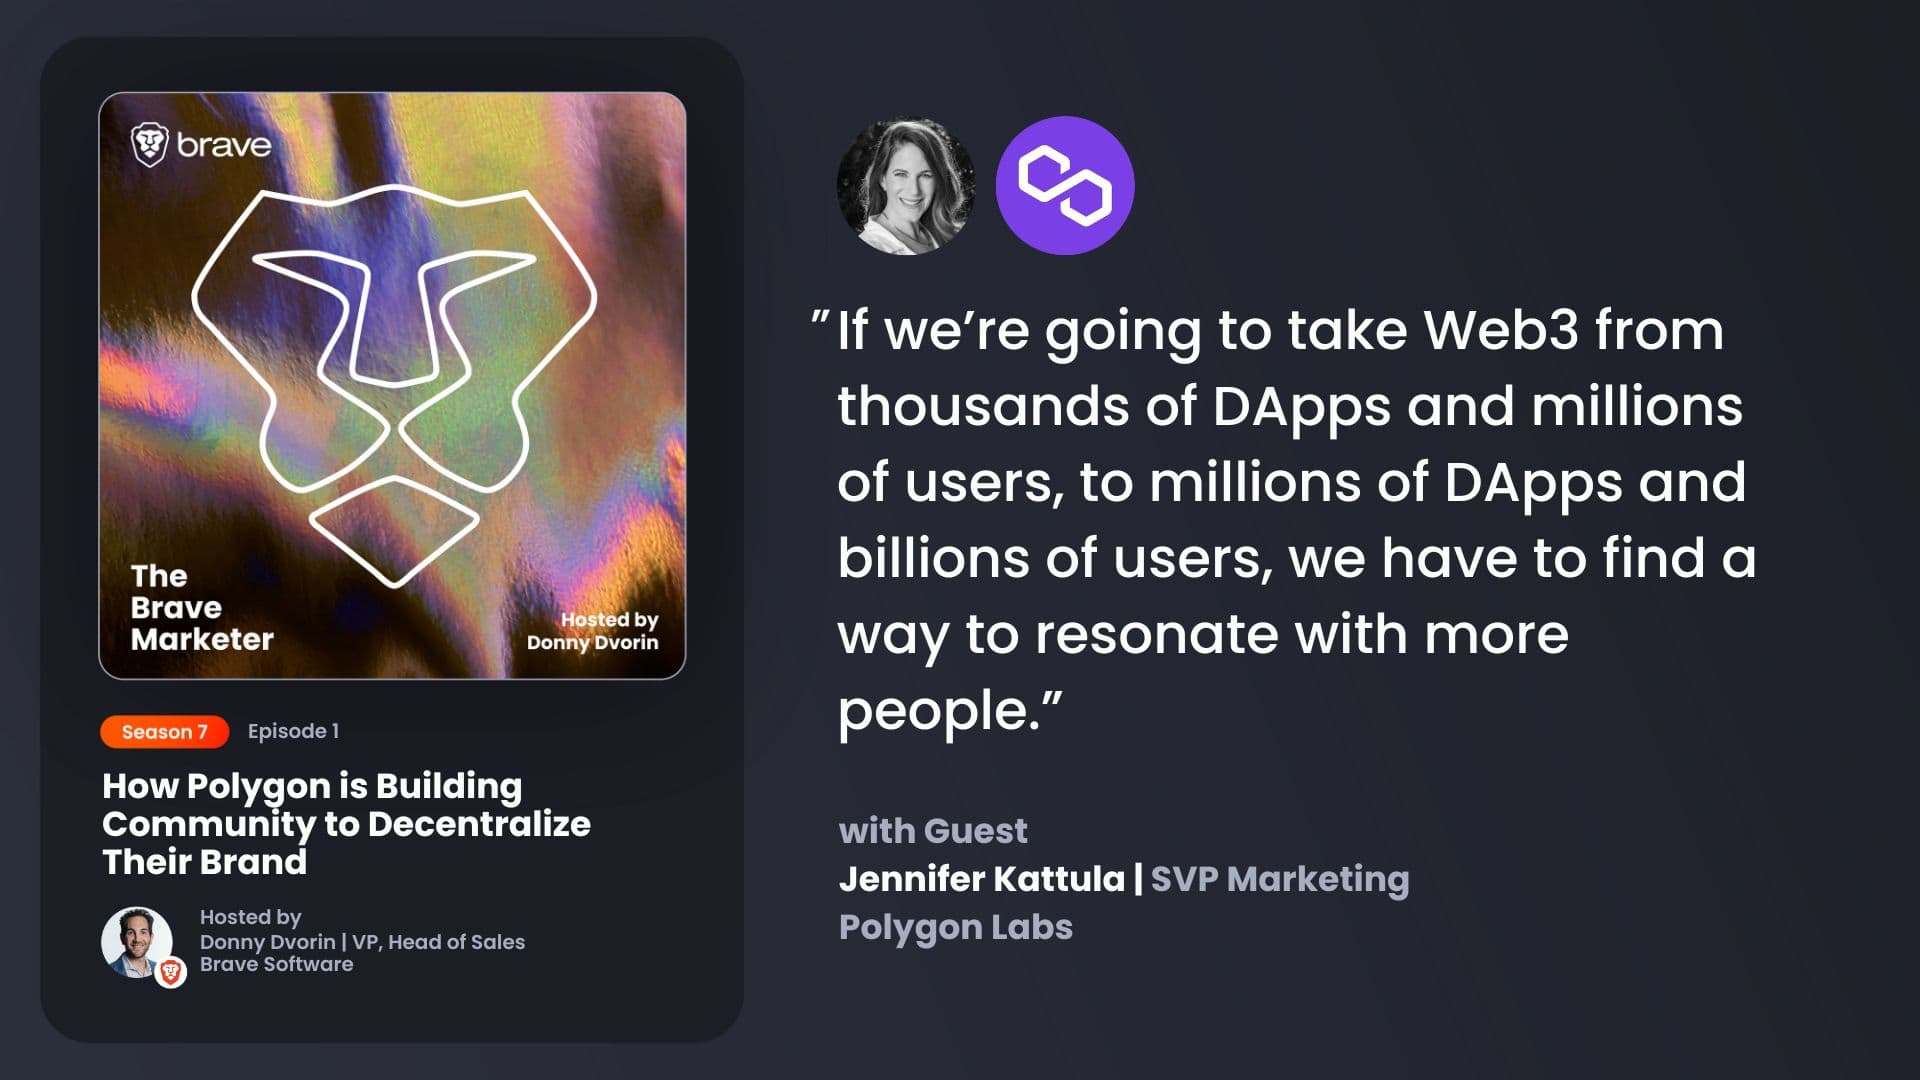 brave
The
Brave
Marketer
Hosted by
Donny Dvorin
Season 7 Episode 1
How Polygon is Building
Community to Decentralize
Their Brand
Hosted by
Donny Dvorin | VP, Head of Sales
Brave Software
"If we’re going to take Web3 from
thousands of DApps and millions
of users, to millions of DApps and
billions of users, we have to find a
way to resonate with more
people.”
with Guest
Jennifer Kattula | SVP Marketing
Polygon Labs